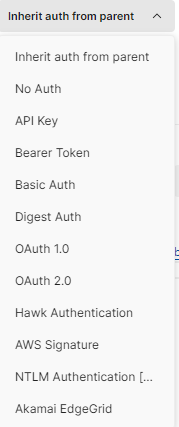 Inherit auth from parent
Inherit auth from parent
No Auth
API Key
Bearer Token
Basic Auth
Digest Auth
OAuth 1.0
OAuth 2.0
Hawk Authentication
AWS Signature
NTLM Authentication [...
Akamai EdgeGrid